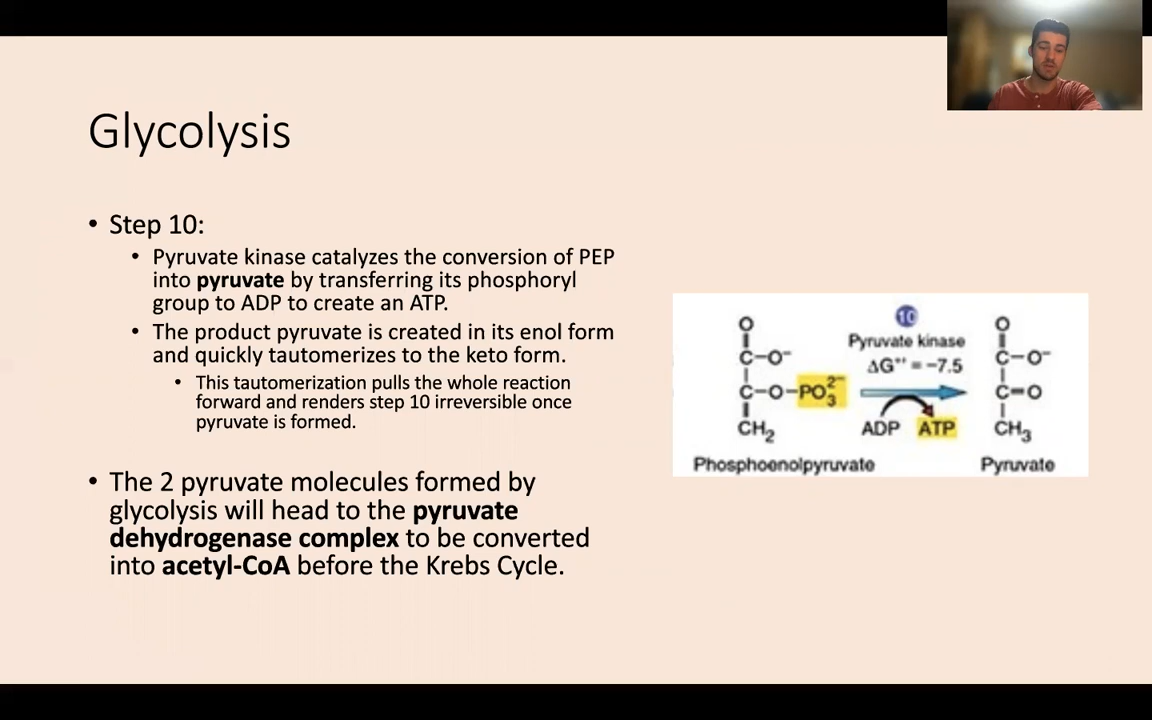 Glycolysis
• Step 10:
• Pyruvate kinase catalyzes the conversion of PEP
into pyruvate by transferring its phosphoryl
group to ADP to create an ATP.
• The product pyruvate is created in its enol form
and quickly tautomerizes to the keto form.
• This tautomerization pulls the whole reaction
forward and renders step 10 irreversible once
pyruvate is formed.
• The 2 pyruvate molecules formed by
glycolysis will head to the pyruvate
dehydrogenase complex to be converted
into acetyl-CoA before the Krebs Cycle.
O
C-O⁻
C-O-PO₃²⁻
CH₂
Phosphoenolpyruvate
10
Pyruvate kinase
ΔG°' = -7.5
ADP ATP
O
C-O⁻
C=O
CH₃
Pyruvate